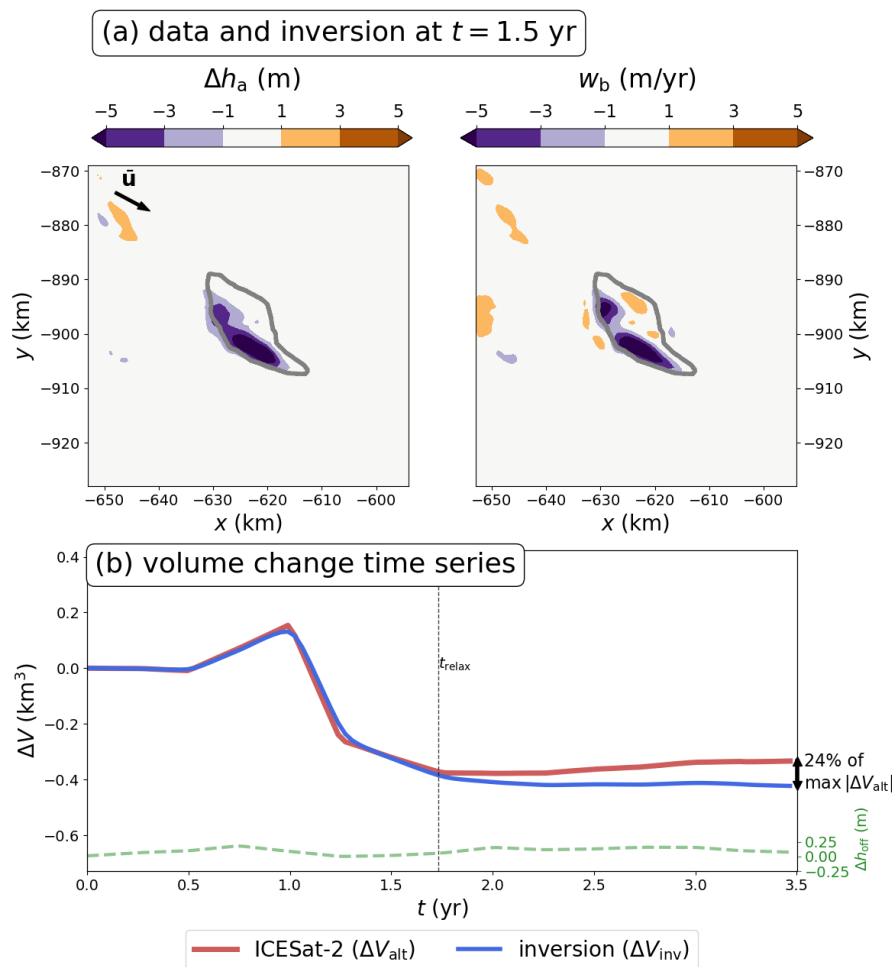 (a) data and inversion at t = 1.5 yr
Δhₐ (m)
−5 −3 −1 1 3 5
w_b (m/yr)
−5 −3 −1 1 3 5
ū
−870
−880
−890
−900
−910
−920
y (km)
−650 −640 −630 −620 −610 −600
x (km)
−870
−880
−890
−900
−910
−920
y (km)
−650 −640 −630 −620 −610 −600
x (km)
(b) volume change time series
0.4
0.2
0.0
−0.2
−0.4
−0.6
ΔV (km³)
t_relax
24% of
max |ΔV_alt|
0.25
0.00
−0.25
Δh_off (m)
0.0 0.5 1.0 1.5 2.0 2.5 3.0 3.5
t (yr)
ICESat-2 (ΔV_alt)
inversion (ΔV_inv)